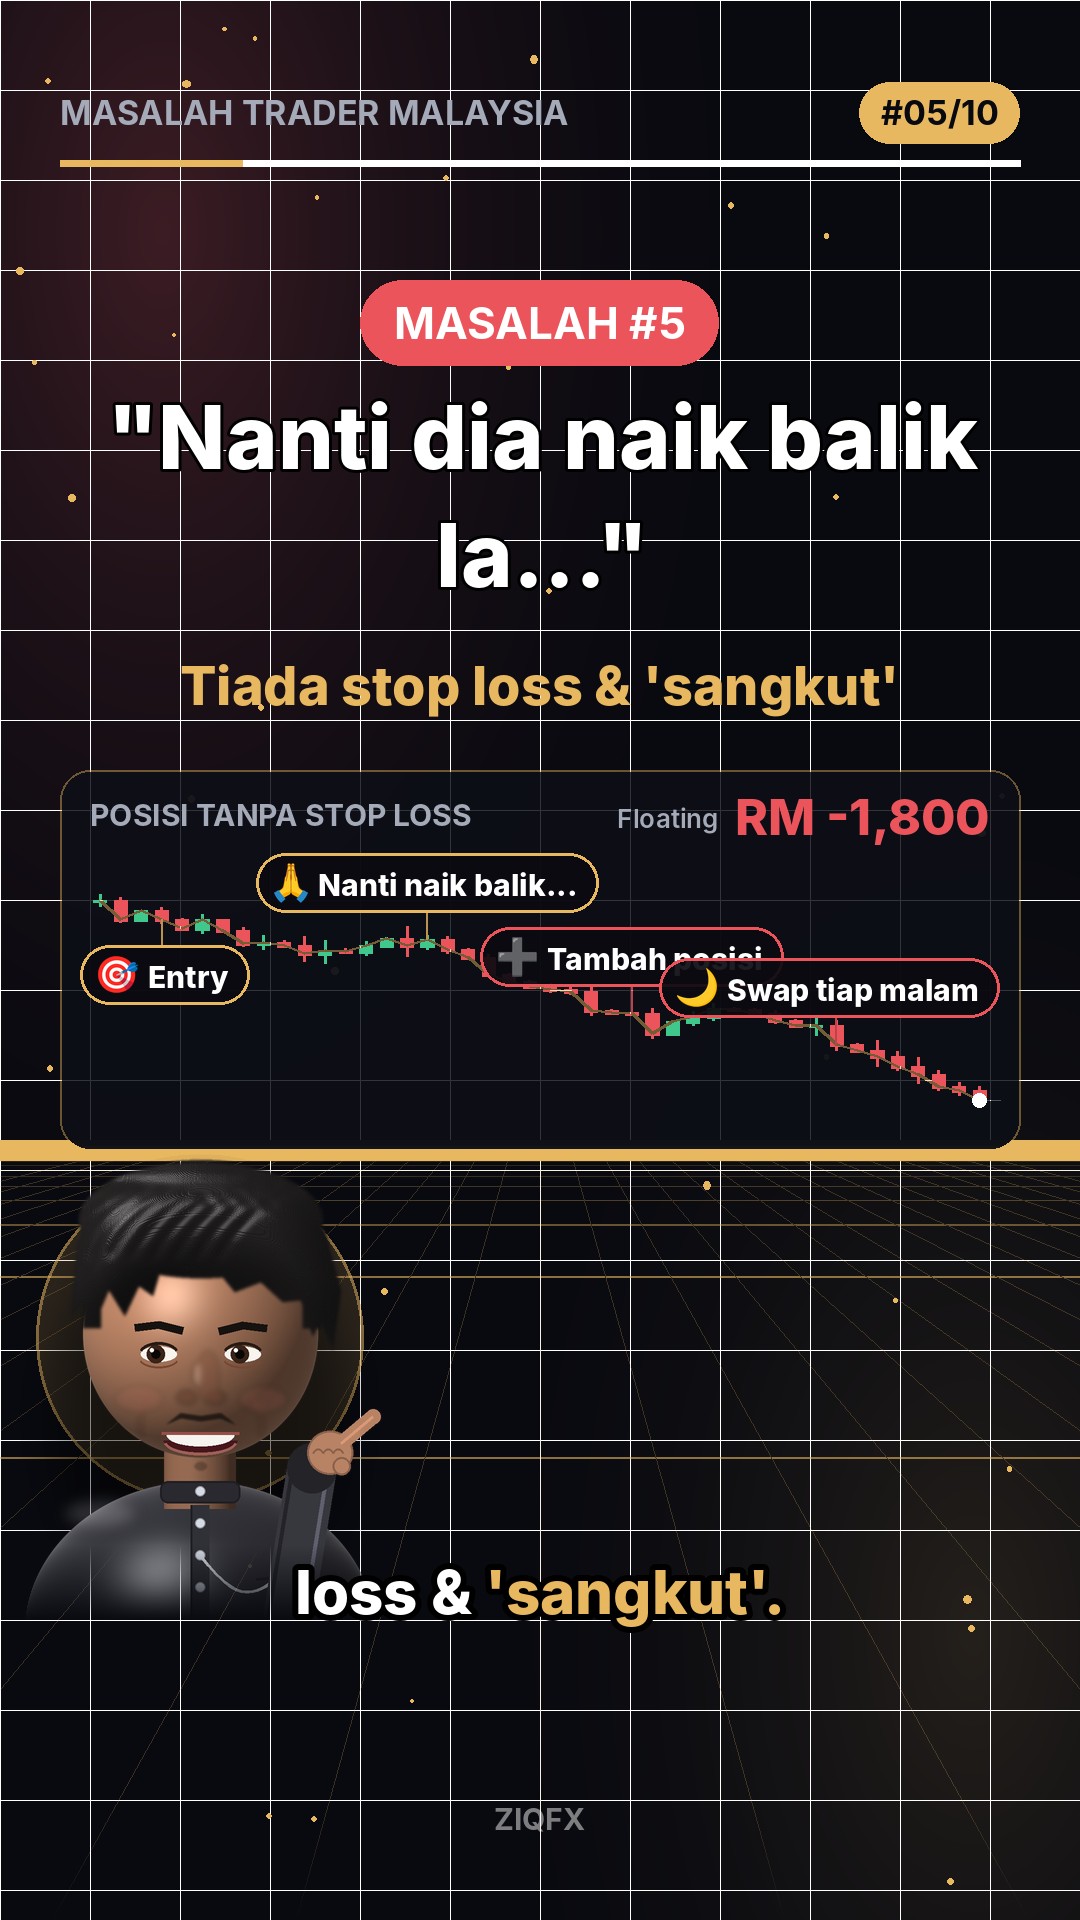 MASALAH TRADER MALAYSIA
#05/10
MASALAH #5
"Nanti dia naik balik
la..."
Tiada stop loss & 'sangkut'
POSISI TANPA STOP LOSS
Floating RM -1,800
🙏 Nanti naik balik...
🎯 Entry
➕ Tambah posisi
🌙 Swap tiap malam
loss & 'sangkut'.
ZIQFX